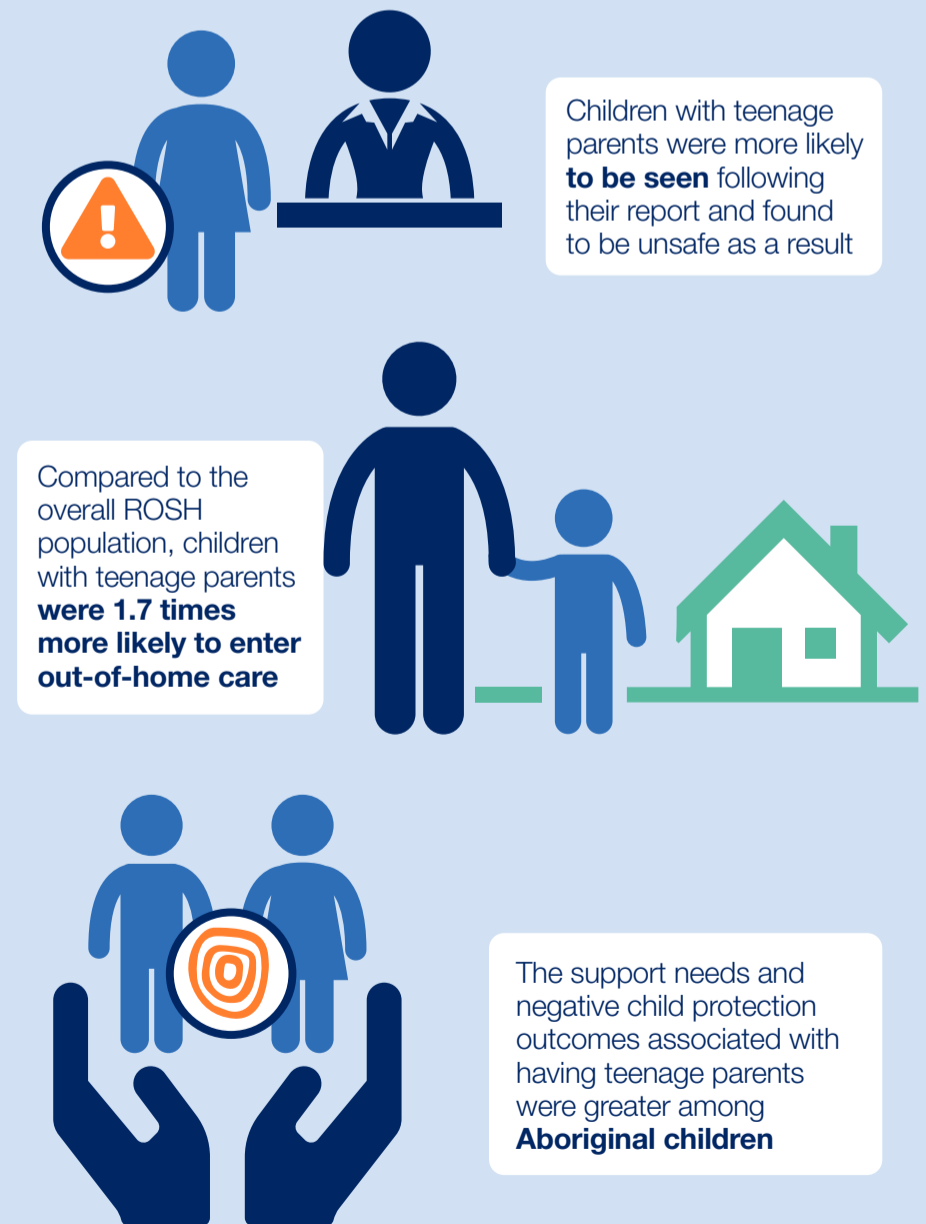 Children with teenage
parents were more likely
to be seen following
their report and found
to be unsafe as a result
Compared to the
overall ROSH
population, children
with teenage parents
were 1.7 times
more likely to enter
out-of-home care
The support needs and
negative child protection
outcomes associated with
having teenage parents
were greater among
Aboriginal children